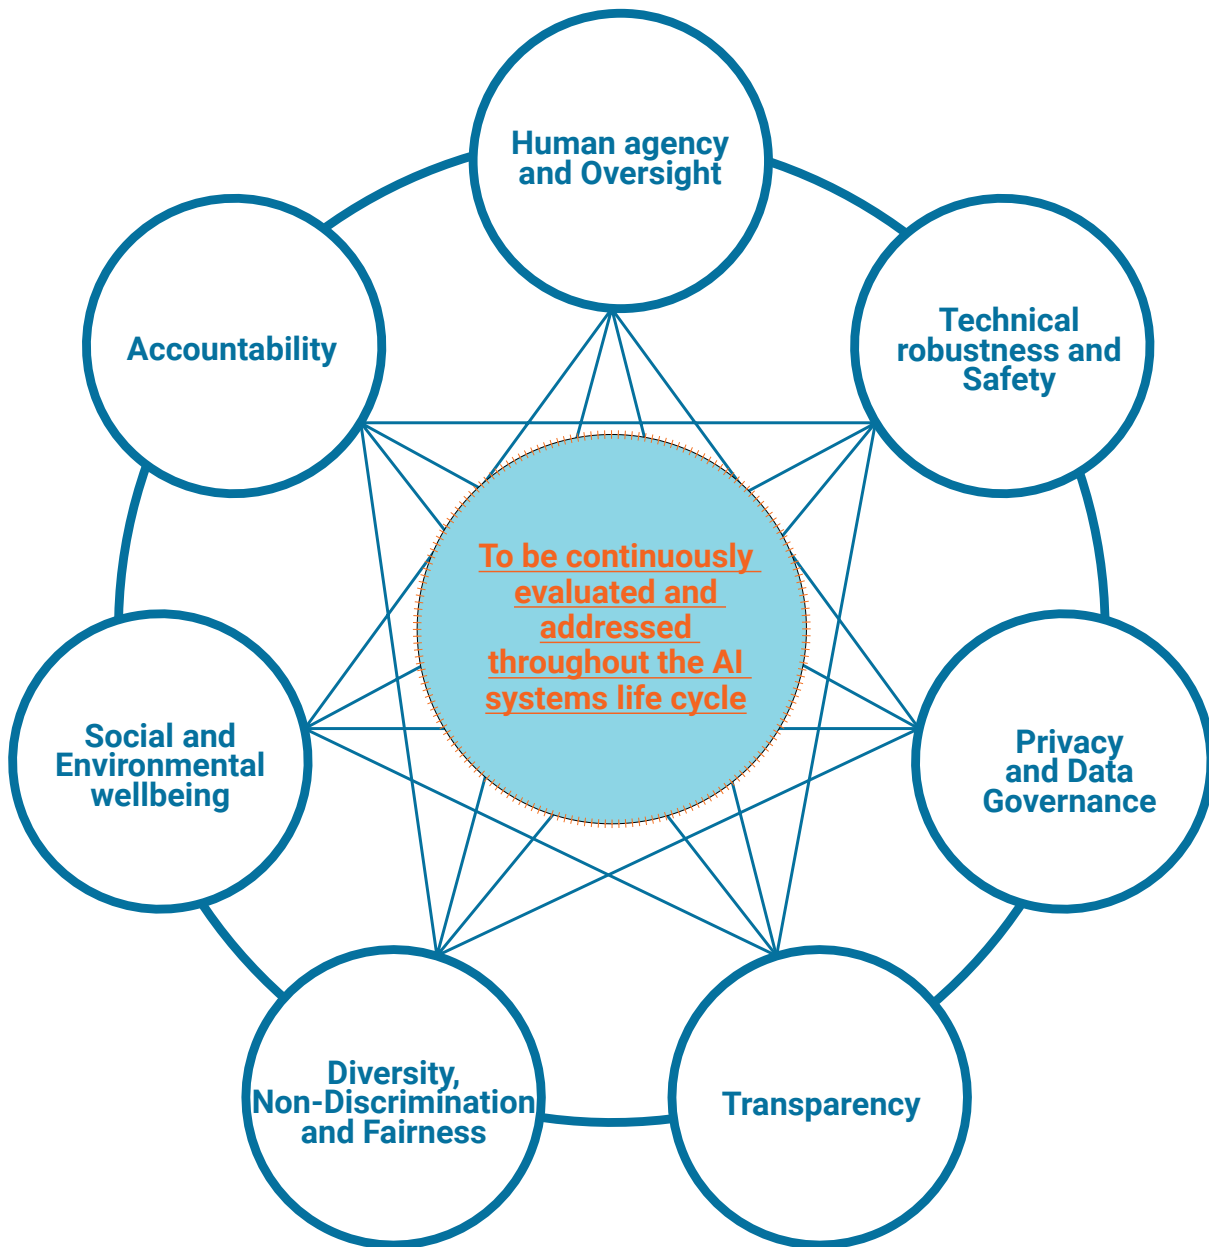 Human agency
and Oversight
Technical
robustness and
Safety
Privacy
and Data
Governance
Transparency
Diversity,
Non-Discrimination
and Fairness
Social and
Environmental
wellbeing
Accountability
To be continuously
evaluated and
addressed
throughout the AI
systems life cycle